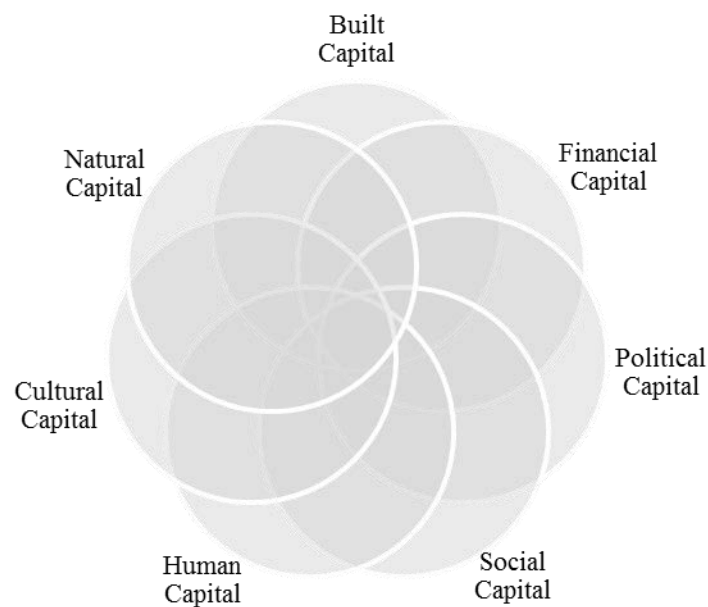 Built
Capital
Financial
Capital
Political
Capital
Social
Capital
Human
Capital
Cultural
Capital
Natural
Capital